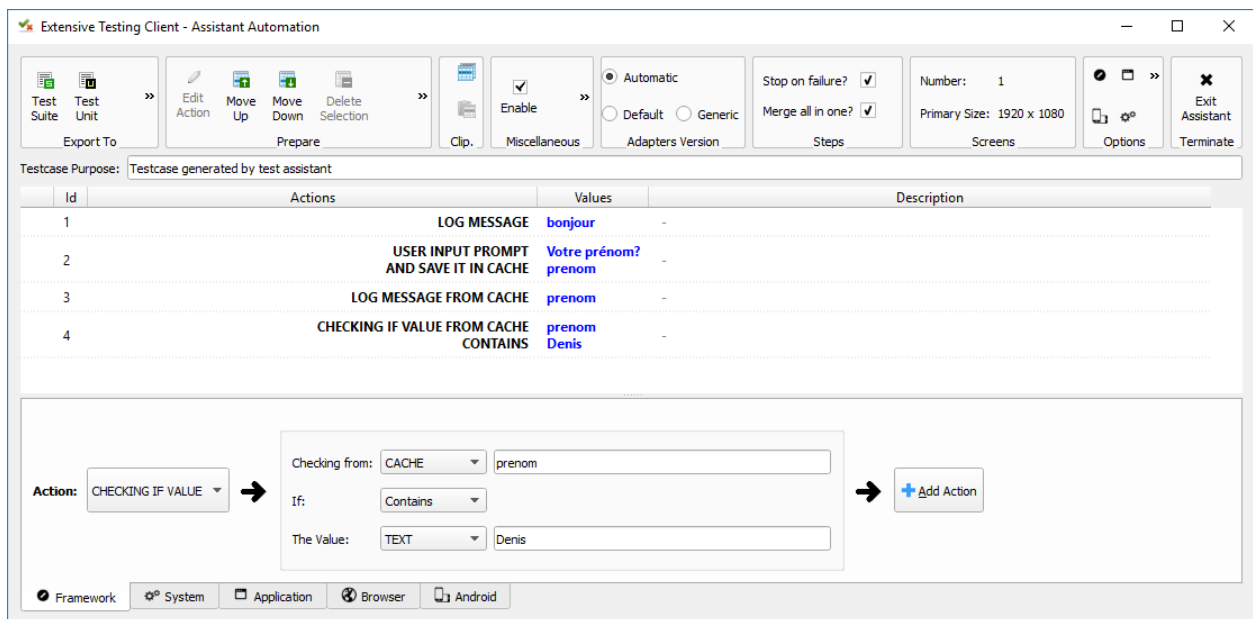 Extensive Testing Client - Assistant Automation
Test Suite
Test Unit
»
Export To
Edit Action
Move Up
Move Down
Delete Selection
»
Prepare
Clip.
Enable
»
Miscellaneous
Automatic
Default Generic
Adapters Version
Stop on failure?
Merge all in one?
Steps
Number: 1
Primary Size: 1920 x 1080
Screens
»
Options
Exit Assistant
Terminate
Testcase Purpose: Testcase generated by test assistant
Id Actions Values Description
1 LOG MESSAGE bonjour -
2 USER INPUT PROMPT Votre prénom? -
AND SAVE IT IN CACHE prenom
3 LOG MESSAGE FROM CACHE prenom -
4 CHECKING IF VALUE FROM CACHE prenom -
CONTAINS Denis
Checking from: CACHE prenom
Action: CHECKING IF VALUE If: Contains Add Action
The Value: TEXT Denis
Framework System Application Browser Android